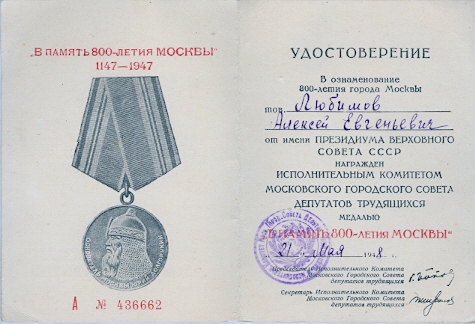 „В ПАМЯТЬ 800-ЛЕТИЯ МОСКВЫ"
1147—1947
А № 436662
УДОСТОВЕРЕНИЕ
В ознаменование
800-летия города Москвы
тов. Любимов
Алексей Евгеньевич
от имени ПРЕЗИДИУМА ВЕРХОВНОГО
СОВЕТА СССР
НАГРАЖДЕН
ИСПОЛНИТЕЛЬНЫМ КОМИТЕТОМ
МОСКОВСКОГО ГОРОДСКОГО СОВЕТА
ДЕПУТАТОВ ТРУДЯЩИХСЯ
МЕДАЛЬЮ
„В ПАМЯТЬ 800-ЛЕТИЯ МОСКВЫ"
21 Мая 1948 г.
Председатель Исполнительного Комитета
Московского Городского Совета
депутатов трудящихся
Секретарь Исполнительного Комитета
Московского Городского Совета
депутатов трудящихся